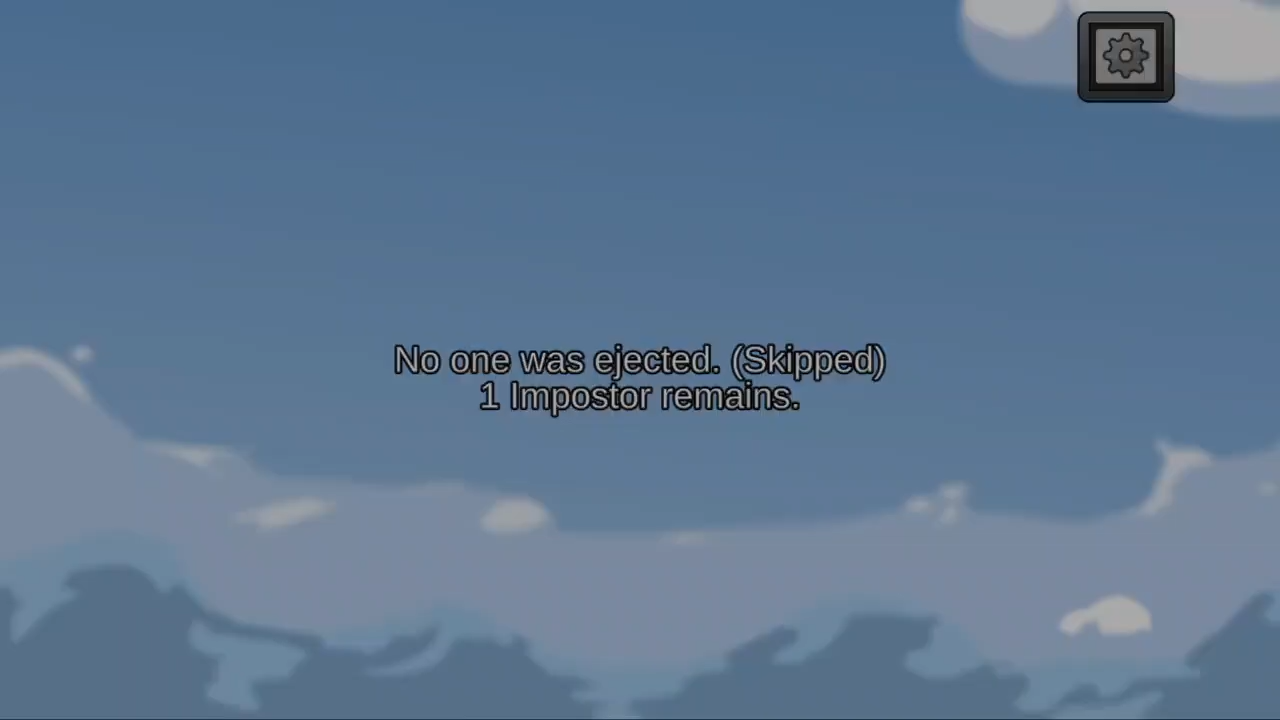 No one was ejected. (Skipped)
1 Impostor remains.